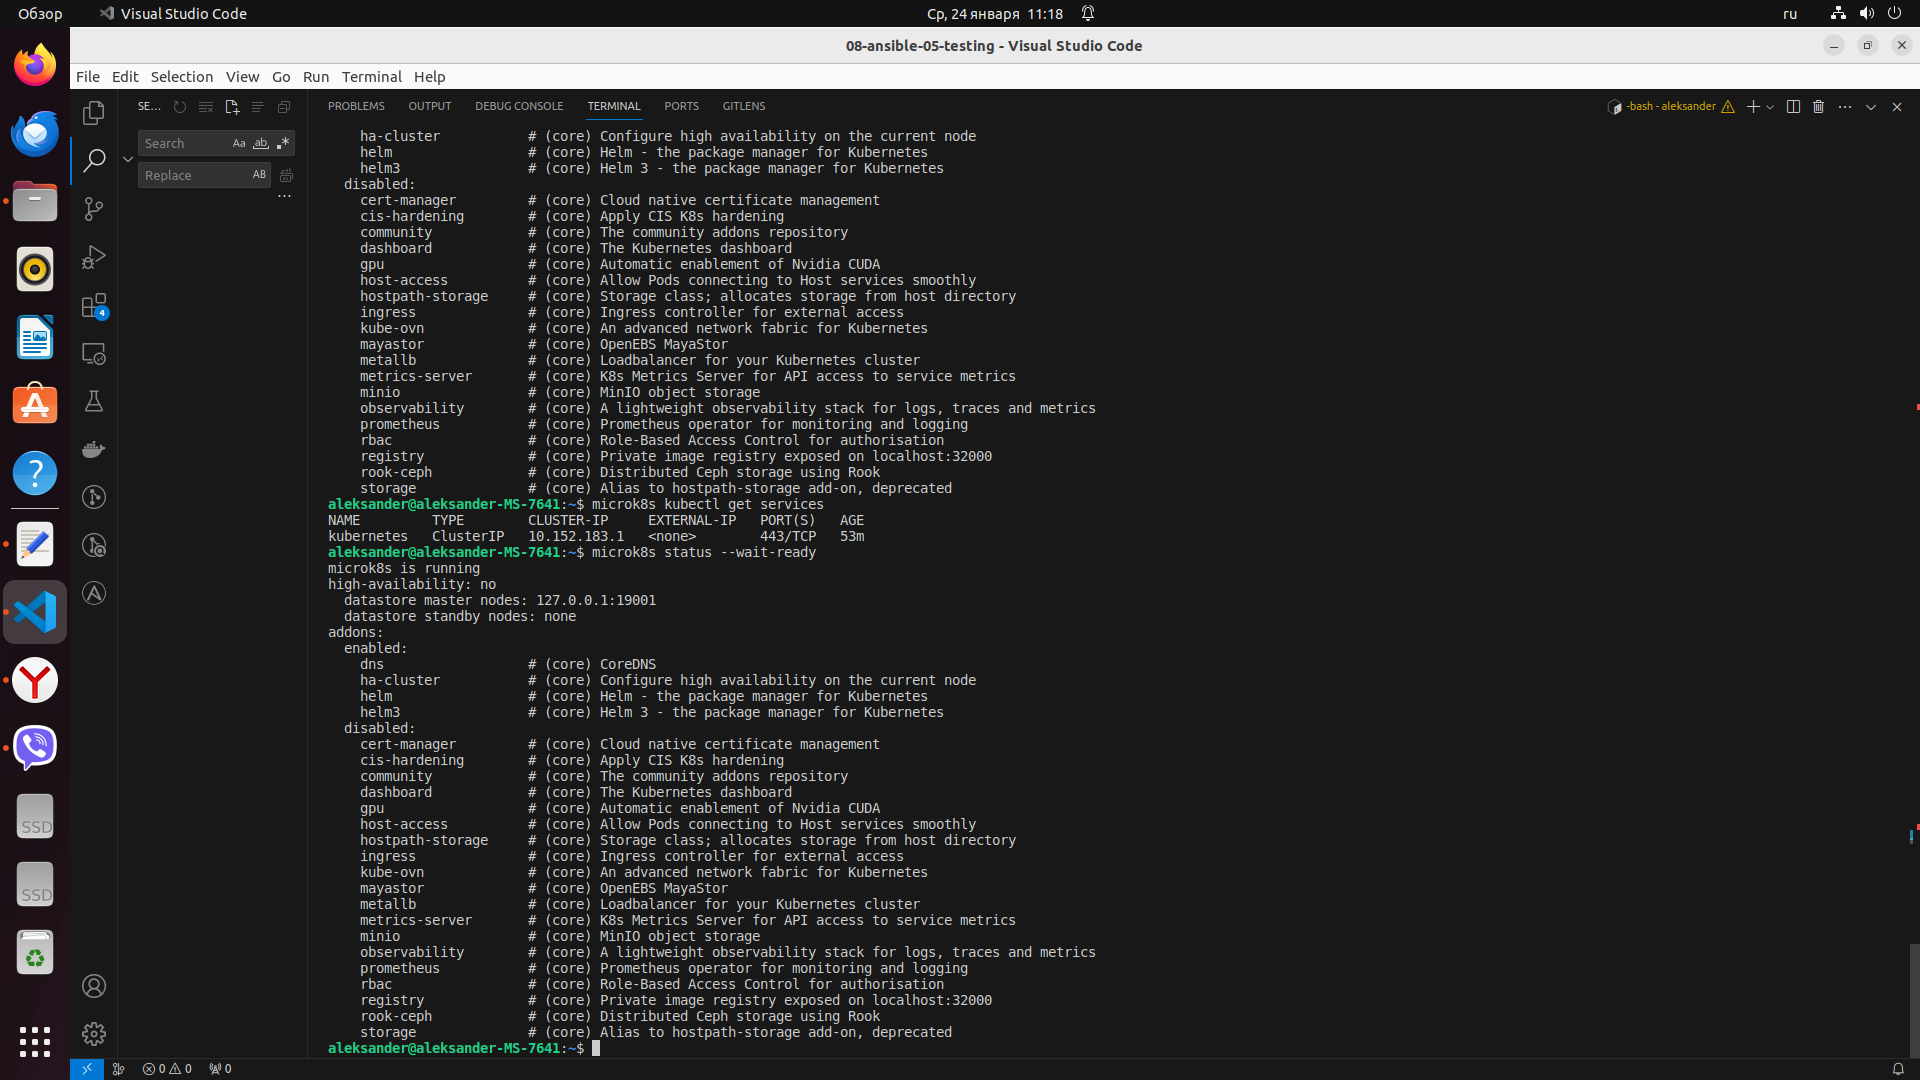 Обзор
Visual Studio Code
Ср, 24 января 11:18
ru
08-ansible-05-testing - Visual Studio Code
File Edit Selection View Go Run Terminal Help
SE...
PROBLEMS OUTPUT DEBUG CONSOLE TERMINAL PORTS GITLENS
-bash - aleksander
Search
Aa ab
Replace
AB
4
SSD
SSD
    ha-cluster           # (core) Configure high availability on the current node
    helm                 # (core) Helm - the package manager for Kubernetes
    helm3                # (core) Helm 3 - the package manager for Kubernetes
  disabled:
    cert-manager         # (core) Cloud native certificate management
    cis-hardening        # (core) Apply CIS K8s hardening
    community            # (core) The community addons repository
    dashboard            # (core) The Kubernetes dashboard
    gpu                  # (core) Automatic enablement of Nvidia CUDA
    host-access          # (core) Allow Pods connecting to Host services smoothly
    hostpath-storage     # (core) Storage class; allocates storage from host directory
    ingress              # (core) Ingress controller for external access
    kube-ovn             # (core) An advanced network fabric for Kubernetes
    mayastor             # (core) OpenEBS MayaStor
    metallb              # (core) Loadbalancer for your Kubernetes cluster
    metrics-server       # (core) K8s Metrics Server for API access to service metrics
    minio                # (core) MinIO object storage
    observability        # (core) A lightweight observability stack for logs, traces and metrics
    prometheus           # (core) Prometheus operator for monitoring and logging
    rbac                 # (core) Role-Based Access Control for authorisation
    registry             # (core) Private image registry exposed on localhost:32000
    rook-ceph            # (core) Distributed Ceph storage using Rook
    storage              # (core) Alias to hostpath-storage add-on, deprecated
aleksander@aleksander-MS-7641:~$ microk8s kubectl get services
NAME         TYPE        CLUSTER-IP     EXTERNAL-IP   PORT(S)   AGE
kubernetes   ClusterIP   10.152.183.1   <none>        443/TCP   53m
aleksander@aleksander-MS-7641:~$ microk8s status --wait-ready
microk8s is running
high-availability: no
  datastore master nodes: 127.0.0.1:19001
  datastore standby nodes: none
addons:
  enabled:
    dns                  # (core) CoreDNS
    ha-cluster           # (core) Configure high availability on the current node
    helm                 # (core) Helm - the package manager for Kubernetes
    helm3                # (core) Helm 3 - the package manager for Kubernetes
  disabled:
    cert-manager         # (core) Cloud native certificate management
    cis-hardening        # (core) Apply CIS K8s hardening
    community            # (core) The community addons repository
    dashboard            # (core) The Kubernetes dashboard
    gpu                  # (core) Automatic enablement of Nvidia CUDA
    host-access          # (core) Allow Pods connecting to Host services smoothly
    hostpath-storage     # (core) Storage class; allocates storage from host directory
    ingress              # (core) Ingress controller for external access
    kube-ovn             # (core) An advanced network fabric for Kubernetes
    mayastor             # (core) OpenEBS MayaStor
    metallb              # (core) Loadbalancer for your Kubernetes cluster
    metrics-server       # (core) K8s Metrics Server for API access to service metrics
    minio                # (core) MinIO object storage
    observability        # (core) A lightweight observability stack for logs, traces and metrics
    prometheus           # (core) Prometheus operator for monitoring and logging
    rbac                 # (core) Role-Based Access Control for authorisation
    registry             # (core) Private image registry exposed on localhost:32000
    rook-ceph            # (core) Distributed Ceph storage using Rook
    storage              # (core) Alias to hostpath-storage add-on, deprecated
aleksander@aleksander-MS-7641:~$
0 0 0